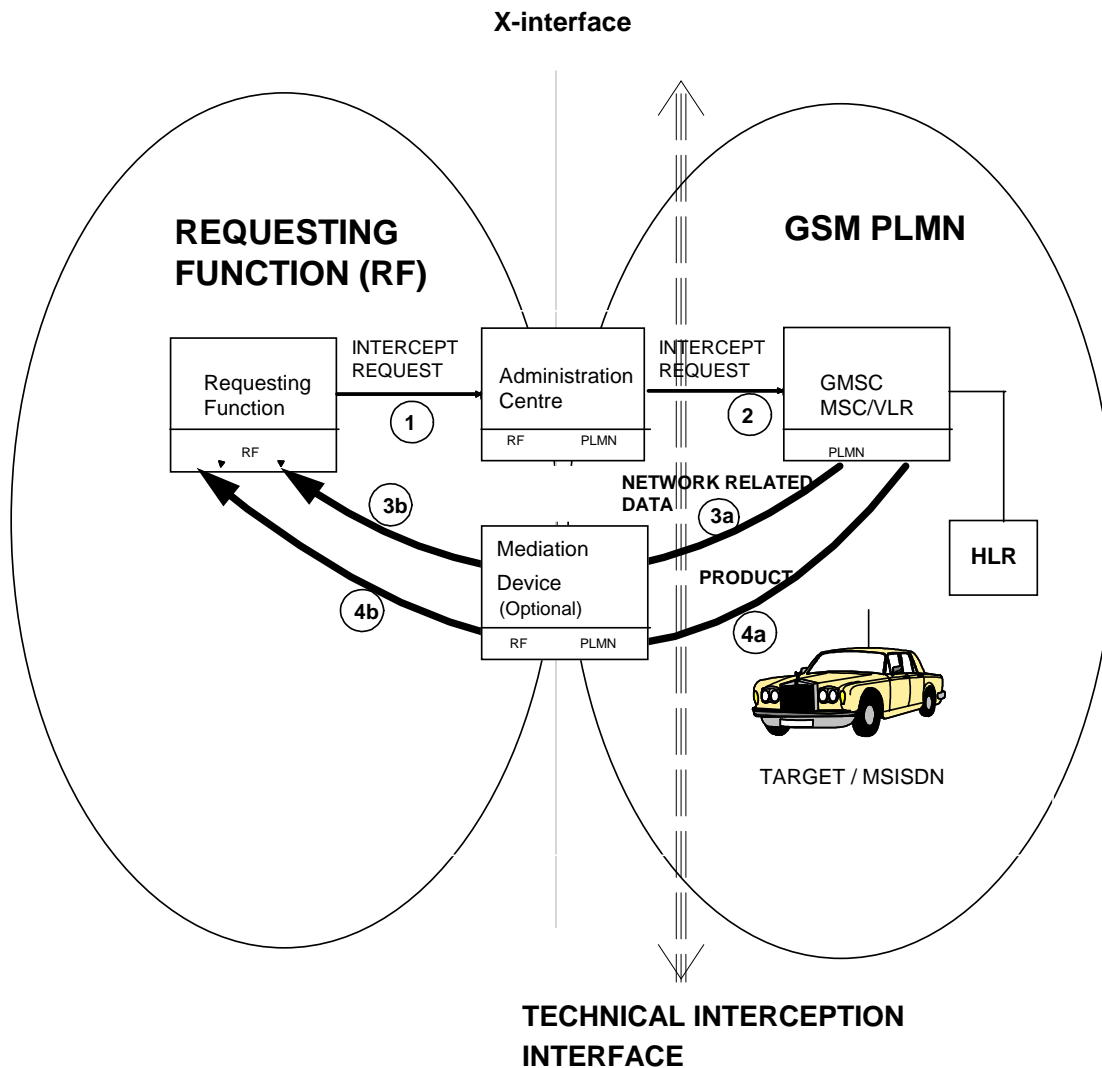 X-interface
REQUESTING
FUNCTION (RF)
GSM PLMN
INTERCEPT
REQUEST
INTERCEPT
REQUEST
Requesting
Function
Administration
Centre
GMSC
MSC/VLR
1
2
RF
RF PLMN
PLMN
NETWORK RELATED
DATA
3b
3a
Mediation
Device
(Optional)
HLR
PRODUCT
4b
4a
RF PLMN
TARGET / MSISDN
TECHNICAL INTERCEPTION
INTERFACE